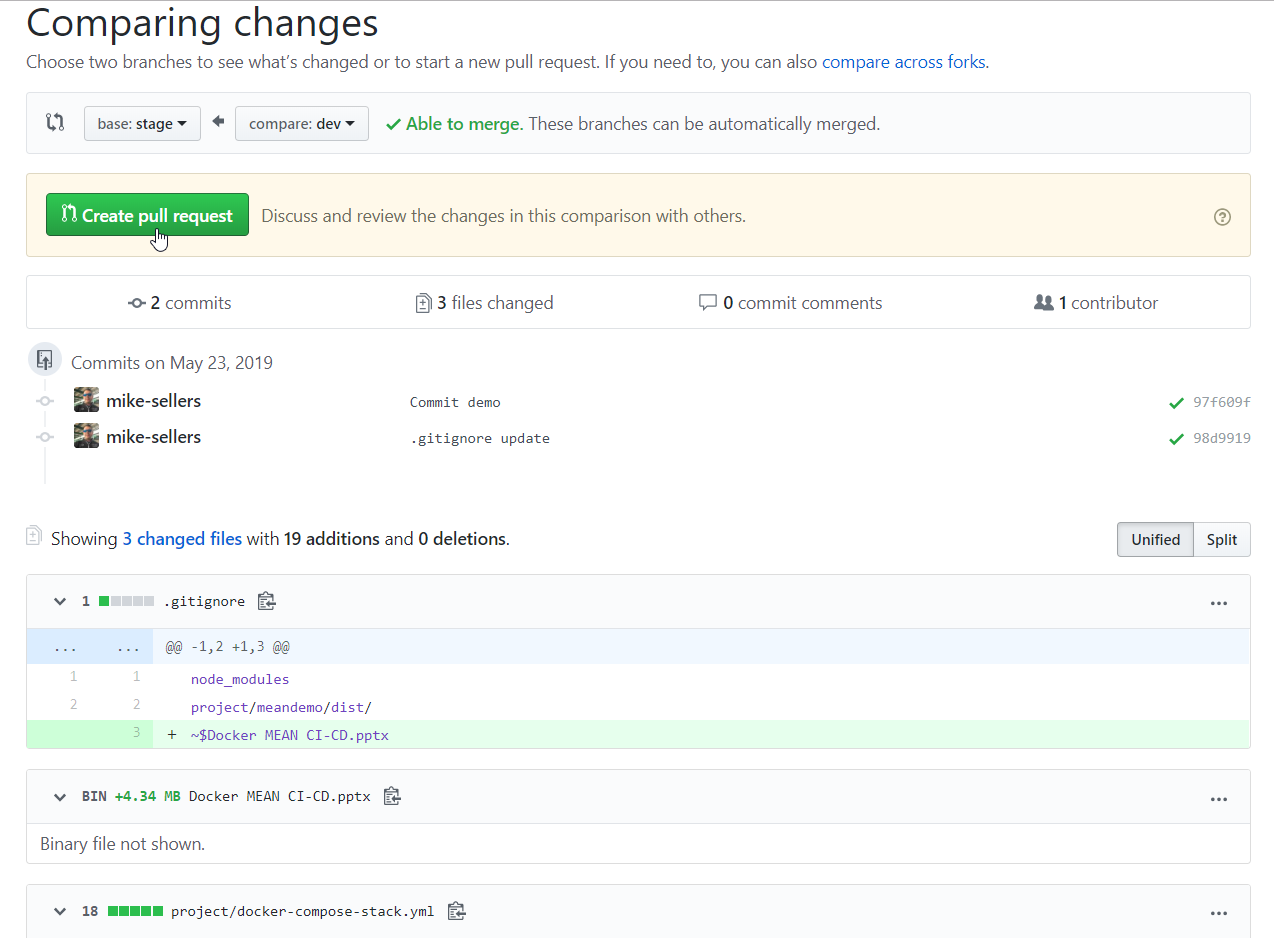 Comparing changes
Choose two branches to see what's changed or to start a new pull request. If you need to, you can also compare across forks.
base: stage compare: dev Able to merge. These branches can be automatically merged.
Create pull request Discuss and review the changes in this comparison with others.
2 commits 3 files changed 0 commit comments 1 contributor
Commits on May 23, 2019
mike-sellers Commit demo 97f609f
mike-sellers .gitignore update 98d9919
Showing 3 changed files with 19 additions and 0 deletions. Unified Split
1 .gitignore ...
... ... @@ -1,2 +1,3 @@
1 1 node_modules
2 2 project/meandemo/dist/
3 + ~$Docker MEAN CI-CD.pptx
BIN +4.34 MB Docker MEAN CI-CD.pptx ...
Binary file not shown.
18 project/docker-compose-stack.yml ...